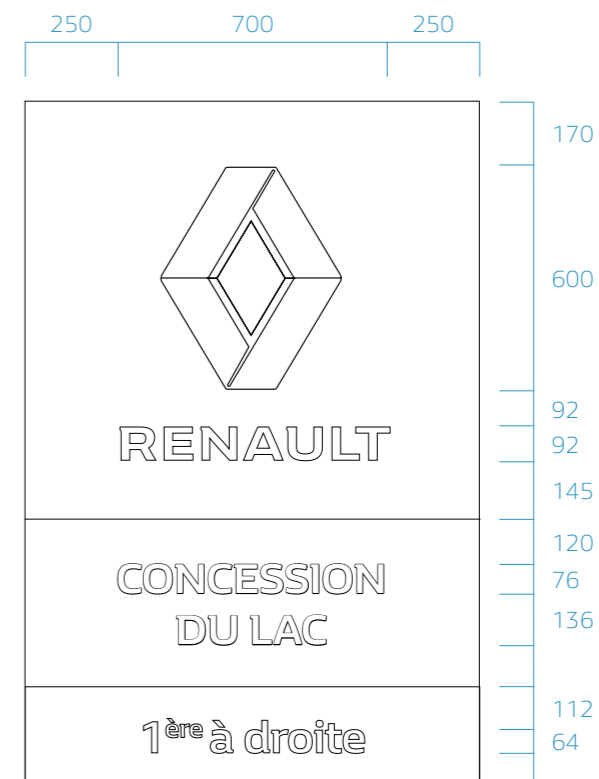 250 700 250
170
600
92
RENAULT
92
145
120
CONCESSION
76
DU LAC
136
112
1ère à droite
64